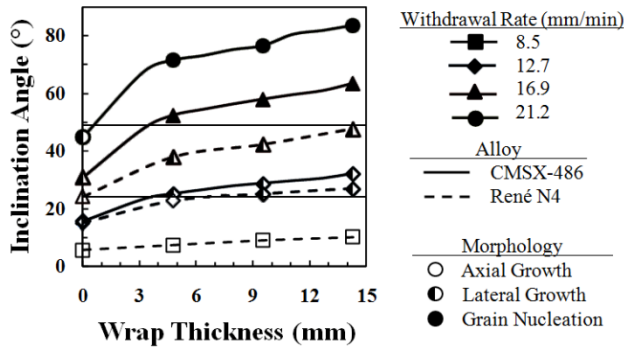 Inclination Angle (°)
80
60
40
20
0
0 3 6 9 12 15
Wrap Thickness (mm)
Withdrawal Rate (mm/min)
8.5
12.7
16.9
21.2
Alloy
CMSX-486
René N4
Morphology
Axial Growth
Lateral Growth
Grain Nucleation